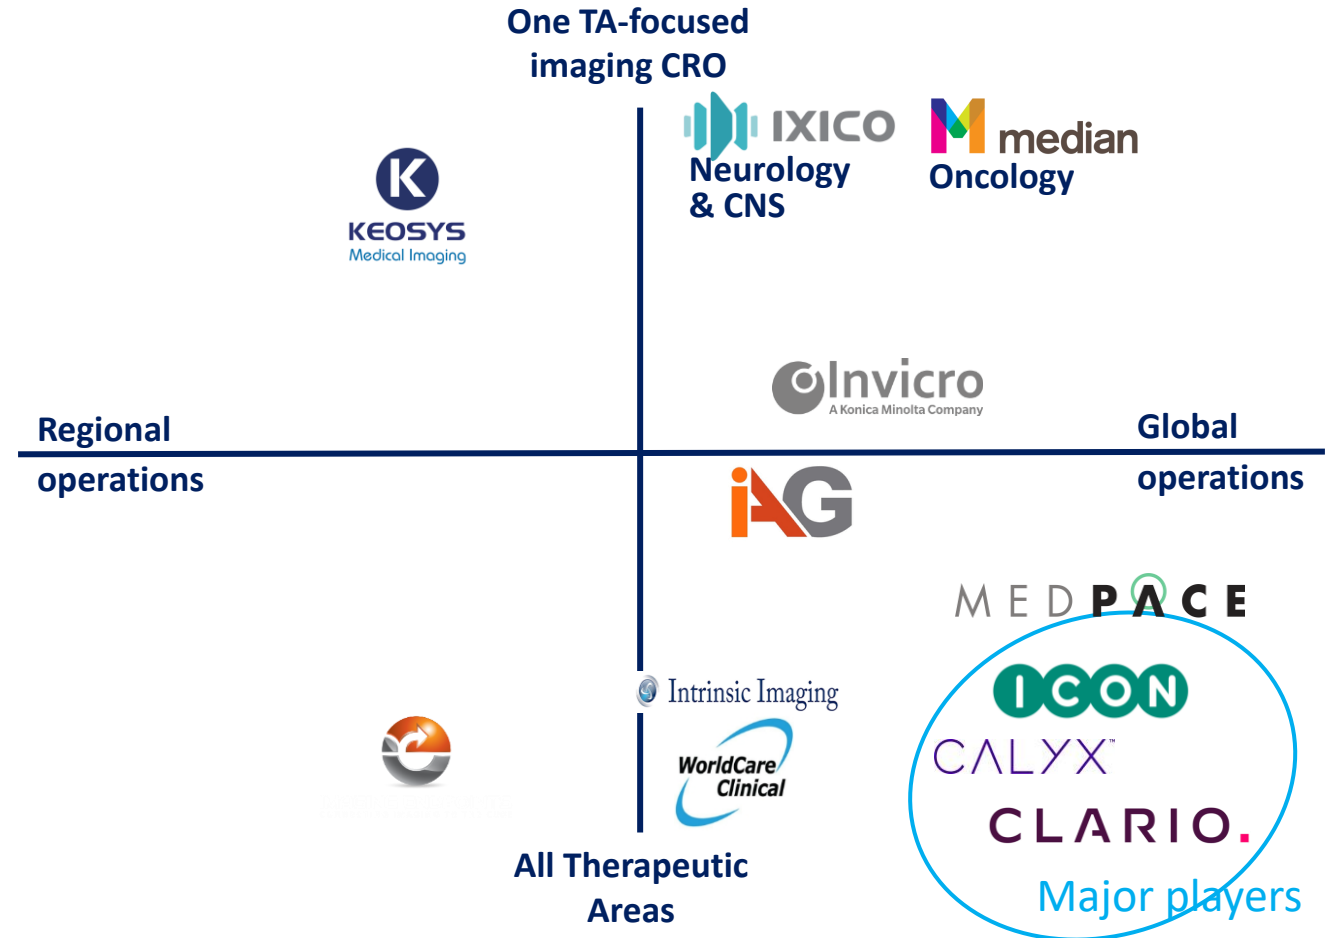 One TA-focused
imaging CRO
IXICO
median
Neurology
& CNS
Oncology
K
KEOSYS
Medical Imaging
Invicro
A Konica Minolta Company
Regional
operations
Global
operations
iAG
MEDPACE
Intrinsic Imaging
ICON
WorldCare
Clinical
CALYX™
CLARIO.
All Therapeutic
Areas
Major players